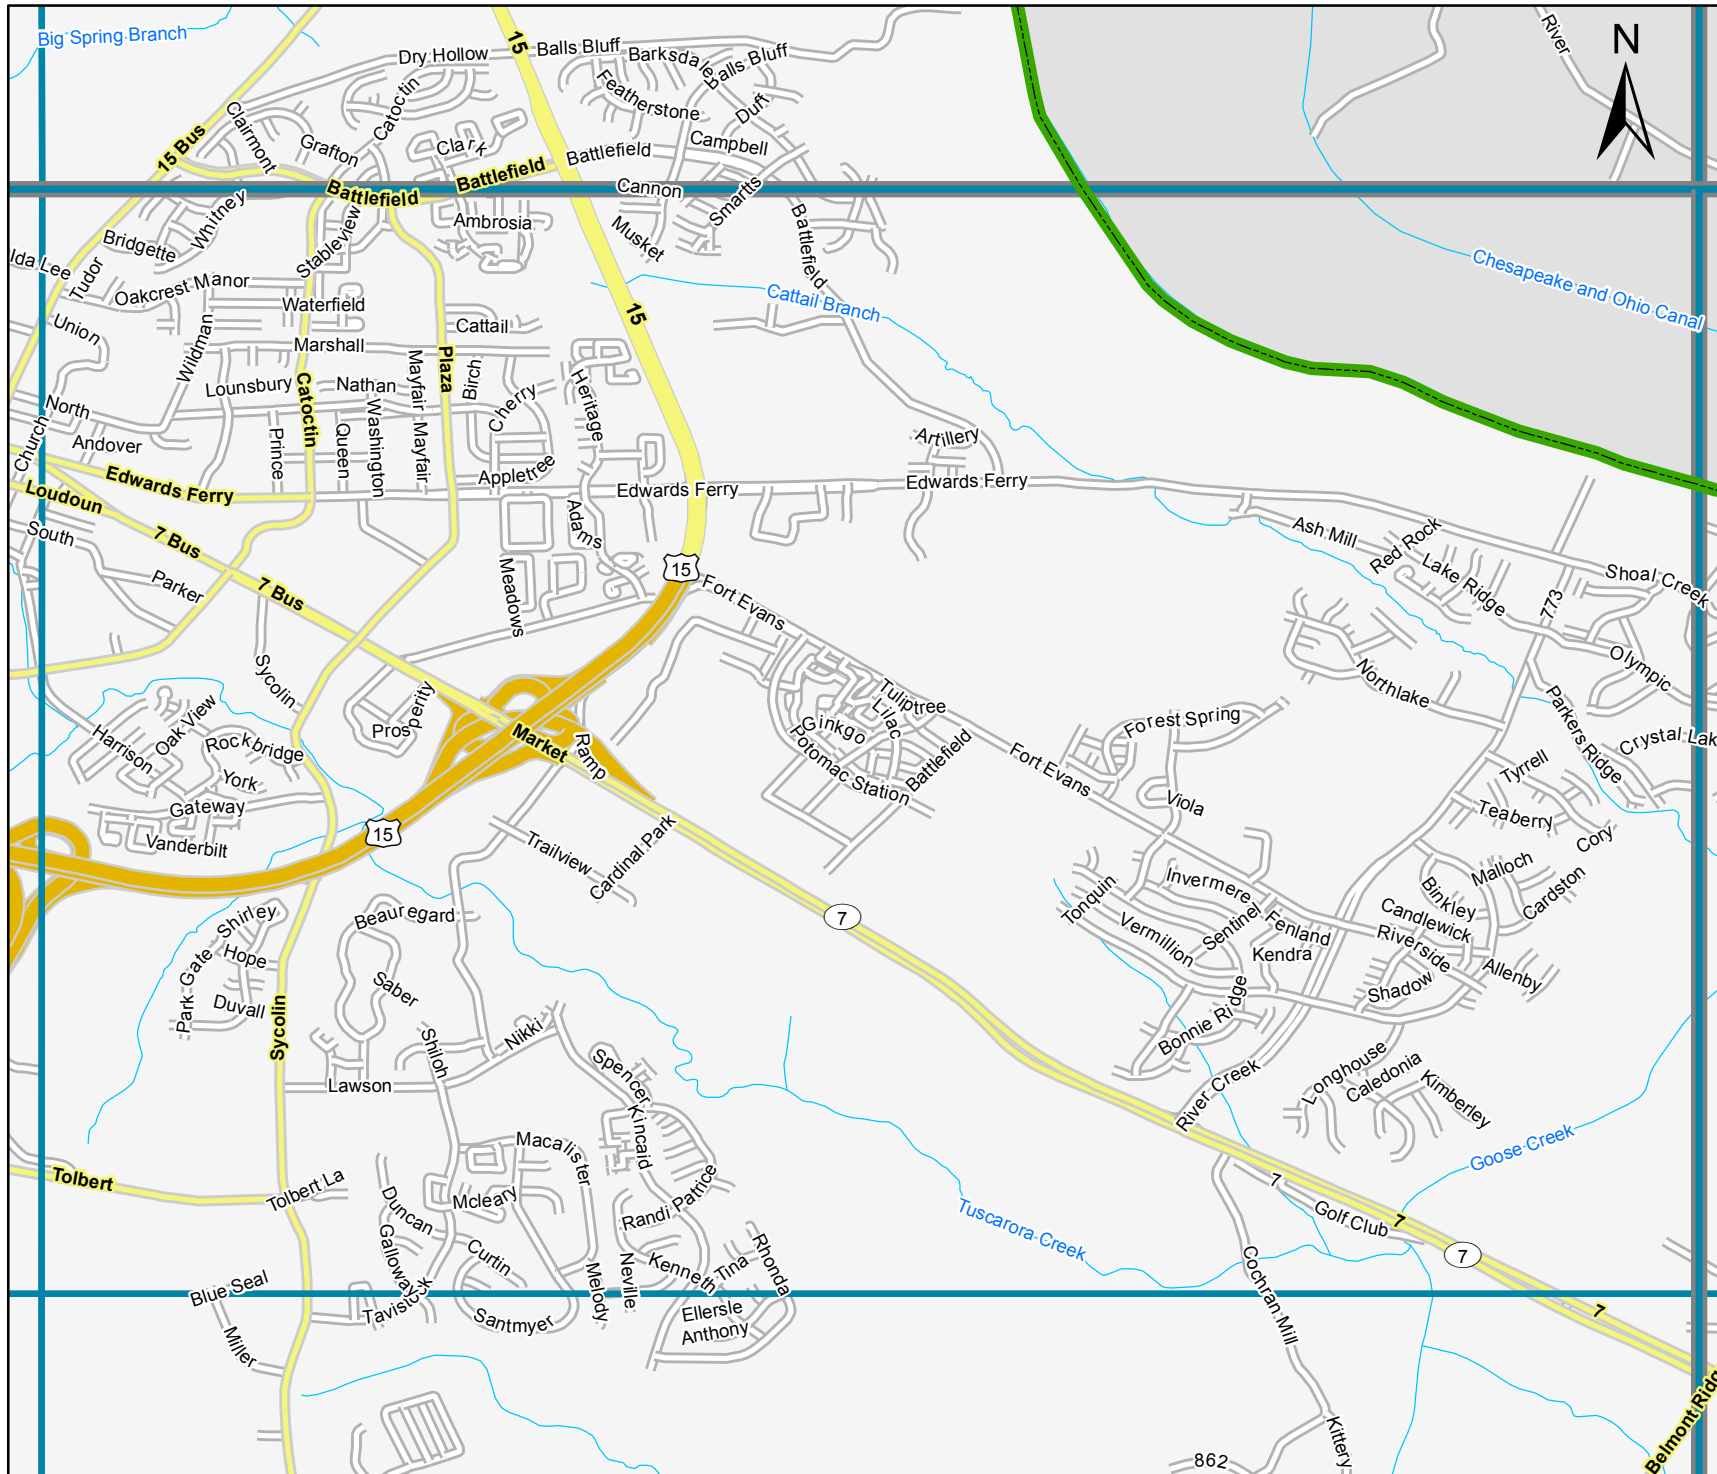 Big Spring Branch
15
Dry Hollow
Balls Bluff
Barksdale
Balls Bluff
River
N
Catoctin
Featherstone
Duff
Clairmont
15 Bus
Grafton
Clark
Battlefield
Campbell
Battlefield
Battlefield
Cannon
Smartts
Whitney
Stableview
Ambrosia
Musket
Battlefield
Bridgette
Ida Lee
Tudor
Oakcrest Manor
Waterfield
Chesapeake and Ohio Canal
Cattail Branch
15
Union
Wildman
Marshall
Cattail
Plaza
Mayfair
Birch
Lounsbury
Catoctin
Nathan
Cherry
Heritage
North
Church
Andover
Prince
Queen
Washington
Mayfair
Artillery
Edwards Ferry
Appletree
Edwards Ferry
Edwards Ferry
Loudoun
South
7 Bus
Adams
Ash Mill
Red Rock
Lake Ridge
Shoal Creek
Parker
7 Bus
Meadows
15
Fort Evans
773
Olympic
Sycolin
Northlake
Prosperity
Tuliptree
Lilac
Ginkgo
Forest Spring
Parkers Ridge
Crystal Lak
Harrison
Oak View
Rockbridge
York
Market
Ramp
Potomac Station
Battlefield
Fort Evans
Tyrrell
Viola
Teaberry
Cory
Gateway
Vanderbilt
15
Trailview
Cardinal Park
Malloch
Cardston
Binkley
Invermere
Tonquin
Vermillion
Sentinel
Fenland
Kendra
Candlewick
Riverside
Allenby
Shadow
7
Shirley
Beauregard
Park Gate
Hope
Duvall
Saber
Sycolin
Shiloh
Nikki
Spencer
Bonnie Ridge
River Creek
Longhouse
Caledonia
Kimberley
Lawson
Kincaid
Macalister
Goose Creek
Tolbert
Tolbert La
Duncan
Mcleary
Randi Patrice
7
Golf Club
7
Tuscarora Creek
7
Galloway
Curtin
Kenneth
Tina
Rhonda
Neville
Melody
Cochran Mill
Blue Seal
Tavistock
Santmyer
Ellersle
Anthony
7
Miller
Kittery
862
Belmont Ridg